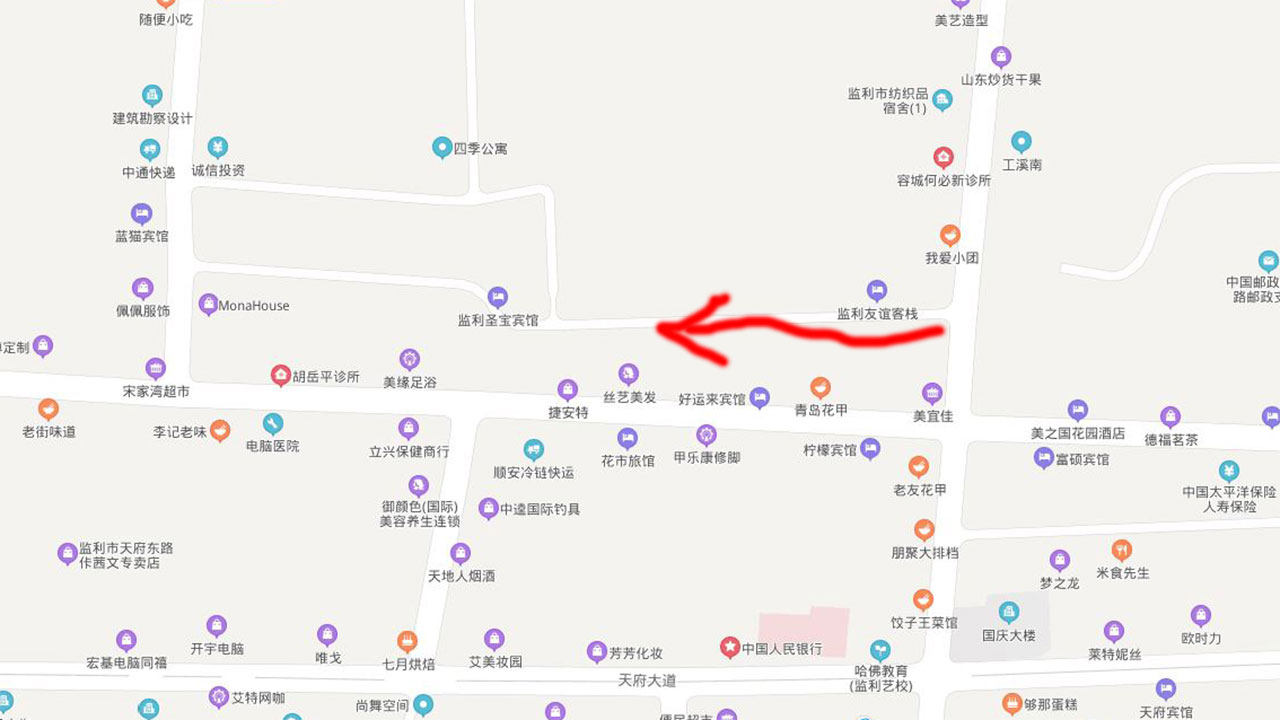 随便小吃
美艺造型
山东炒货干果
监利市纺织品
宿舍(1)
建筑勘察设计
中通快递
诚信投资
四季公寓
工溪南
容城何必新诊所
蓝猫宾馆
我爱小团
中国邮政
佩佩服饰
MonaHouse
监利圣宝宾馆
监利友谊客栈
定制
宋家湾超市
胡岳平诊所
美缘足浴
捷安特
丝艺美发
好运来宾馆
青岛花甲
美宜佳
美之国花园酒店
德福茗茶
老街味道
李记老味
电脑医院
立兴保健商行
顺安冷链快运
花市旅馆
甲乐康修脚
柠檬宾馆
富硕宾馆
老友花甲
中国太平洋保险
人寿保险
御颜色(国际)
美容养生连锁
中逵国际钓具
朋聚大排档
监利市天府东路
佧茜文专卖店
天地人烟酒
梦之龙
米食先生
饺子王菜馆
国庆大楼
欧时力
宏基电脑同禧
开宇电脑
唯戈
七月烘焙
艾美妆园
芳芳化妆
中国人民银行
哈佛教育
(监利艺校)
莱特妮丝
天府大道
艾特网咖
尚舞空间
够那蛋糕
天府宾馆